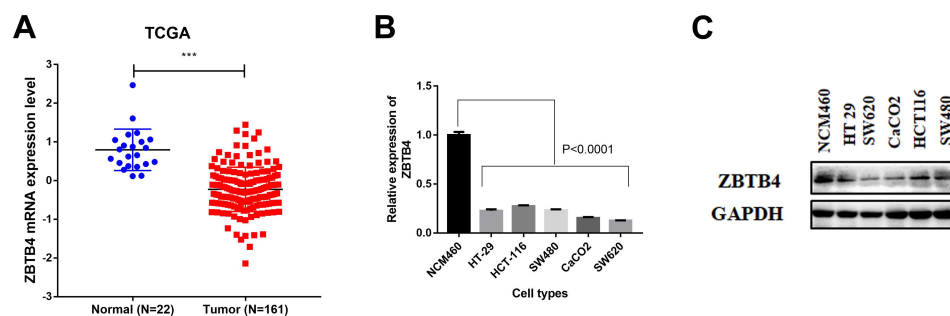 A
TCGA
***
ZBTB4 mRNA expression level
3
2
1
0
-1
-2
-3
Normal (N=22)
Tumor (N=161)
B
Relative expression of
ZBTB4
1.5
1.0
0.5
0.0
P<0.0001
NCM460
HT-29
HCT-116
SW480
CaCO2
SW620
Cell types
C
NCM460
HT 29
SW620
CaCO2
HCT116
SW480
ZBTB4
GAPDH